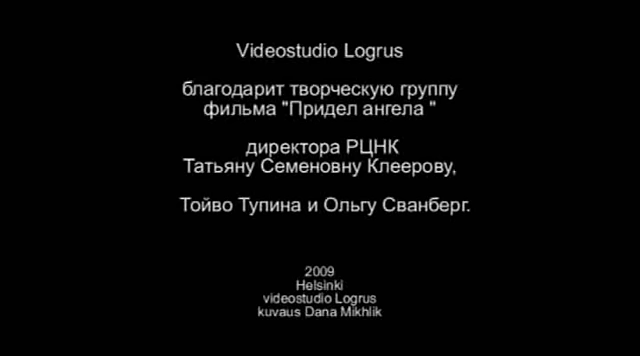 Videostudio Logrus
благодарит творческую группу
фильма "Придел ангела "
директора РЦНК
Татьяну Семеновну Клеерову,
Тойво Тупина и Ольгу Сванберг.
2009
Helsinki
videostudio Logrus
kuvaus Dana Mikhlik